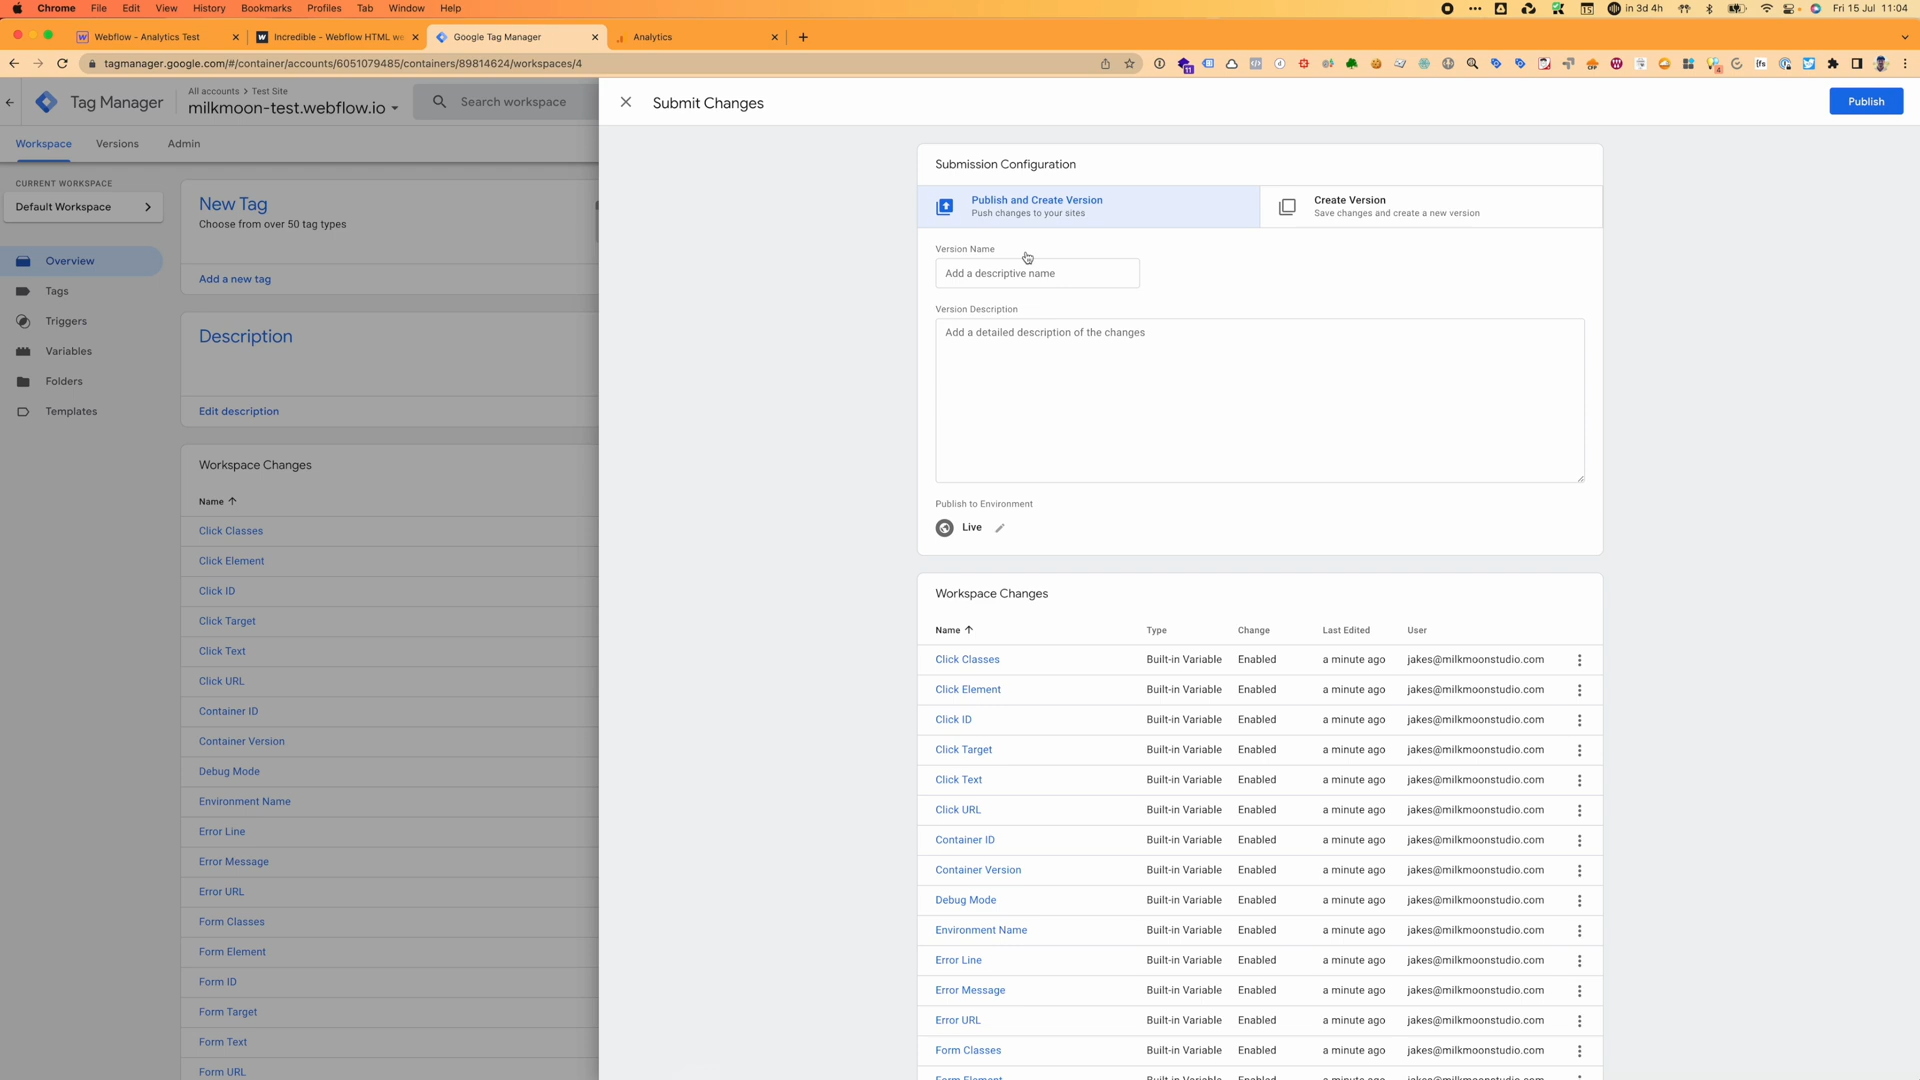 Chrome File Edit View History Bookmarks Profiles Tab Window Help
in 3d 4h Fri 15 Jul 11:04
Webflow - Analytics Test
Incredible - Webflow HTML we
Google Tag Manager
Analytics
tagmanager.google.com/#/container/accounts/6051079485/containers/89814624/workspaces/4
Tag Manager
All accounts > Test Site
milkmoon-test.webflow.io
Search workspace
Submit Changes
Publish
Workspace Versions Admin
CURRENT WORKSPACE
Default Workspace
Overview
Tags
Triggers
Variables
Folders
Templates
New Tag
Choose from over 50 tag types
Add a new tag
Description
Edit description
Workspace Changes
Name
Click Classes
Click Element
Click ID
Click Target
Click Text
Click URL
Container ID
Container Version
Debug Mode
Environment Name
Error Line
Error Message
Error URL
Form Classes
Form Element
Form ID
Form Target
Form Text
Form URL
Submission Configuration
Publish and Create Version
Push changes to your sites
Create Version
Save changes and create a new version
Version Name
Add a descriptive name
Version Description
Add a detailed description of the changes
Publish to Environment
Live
Workspace Changes
Name Type Change Last Edited User
Click Classes Built-in Variable Enabled a minute ago jakes@milkmoonstudio.com
Click Element Built-in Variable Enabled a minute ago jakes@milkmoonstudio.com
Click ID Built-in Variable Enabled a minute ago jakes@milkmoonstudio.com
Click Target Built-in Variable Enabled a minute ago jakes@milkmoonstudio.com
Click Text Built-in Variable Enabled a minute ago jakes@milkmoonstudio.com
Click URL Built-in Variable Enabled a minute ago jakes@milkmoonstudio.com
Container ID Built-in Variable Enabled a minute ago jakes@milkmoonstudio.com
Container Version Built-in Variable Enabled a minute ago jakes@milkmoonstudio.com
Debug Mode Built-in Variable Enabled a minute ago jakes@milkmoonstudio.com
Environment Name Built-in Variable Enabled a minute ago jakes@milkmoonstudio.com
Error Line Built-in Variable Enabled a minute ago jakes@milkmoonstudio.com
Error Message Built-in Variable Enabled a minute ago jakes@milkmoonstudio.com
Error URL Built-in Variable Enabled a minute ago jakes@milkmoonstudio.com
Form Classes Built-in Variable Enabled a minute ago jakes@milkmoonstudio.com
Form Element Built-in Variable Enabled a minute ago jakes@milkmoonstudio.com